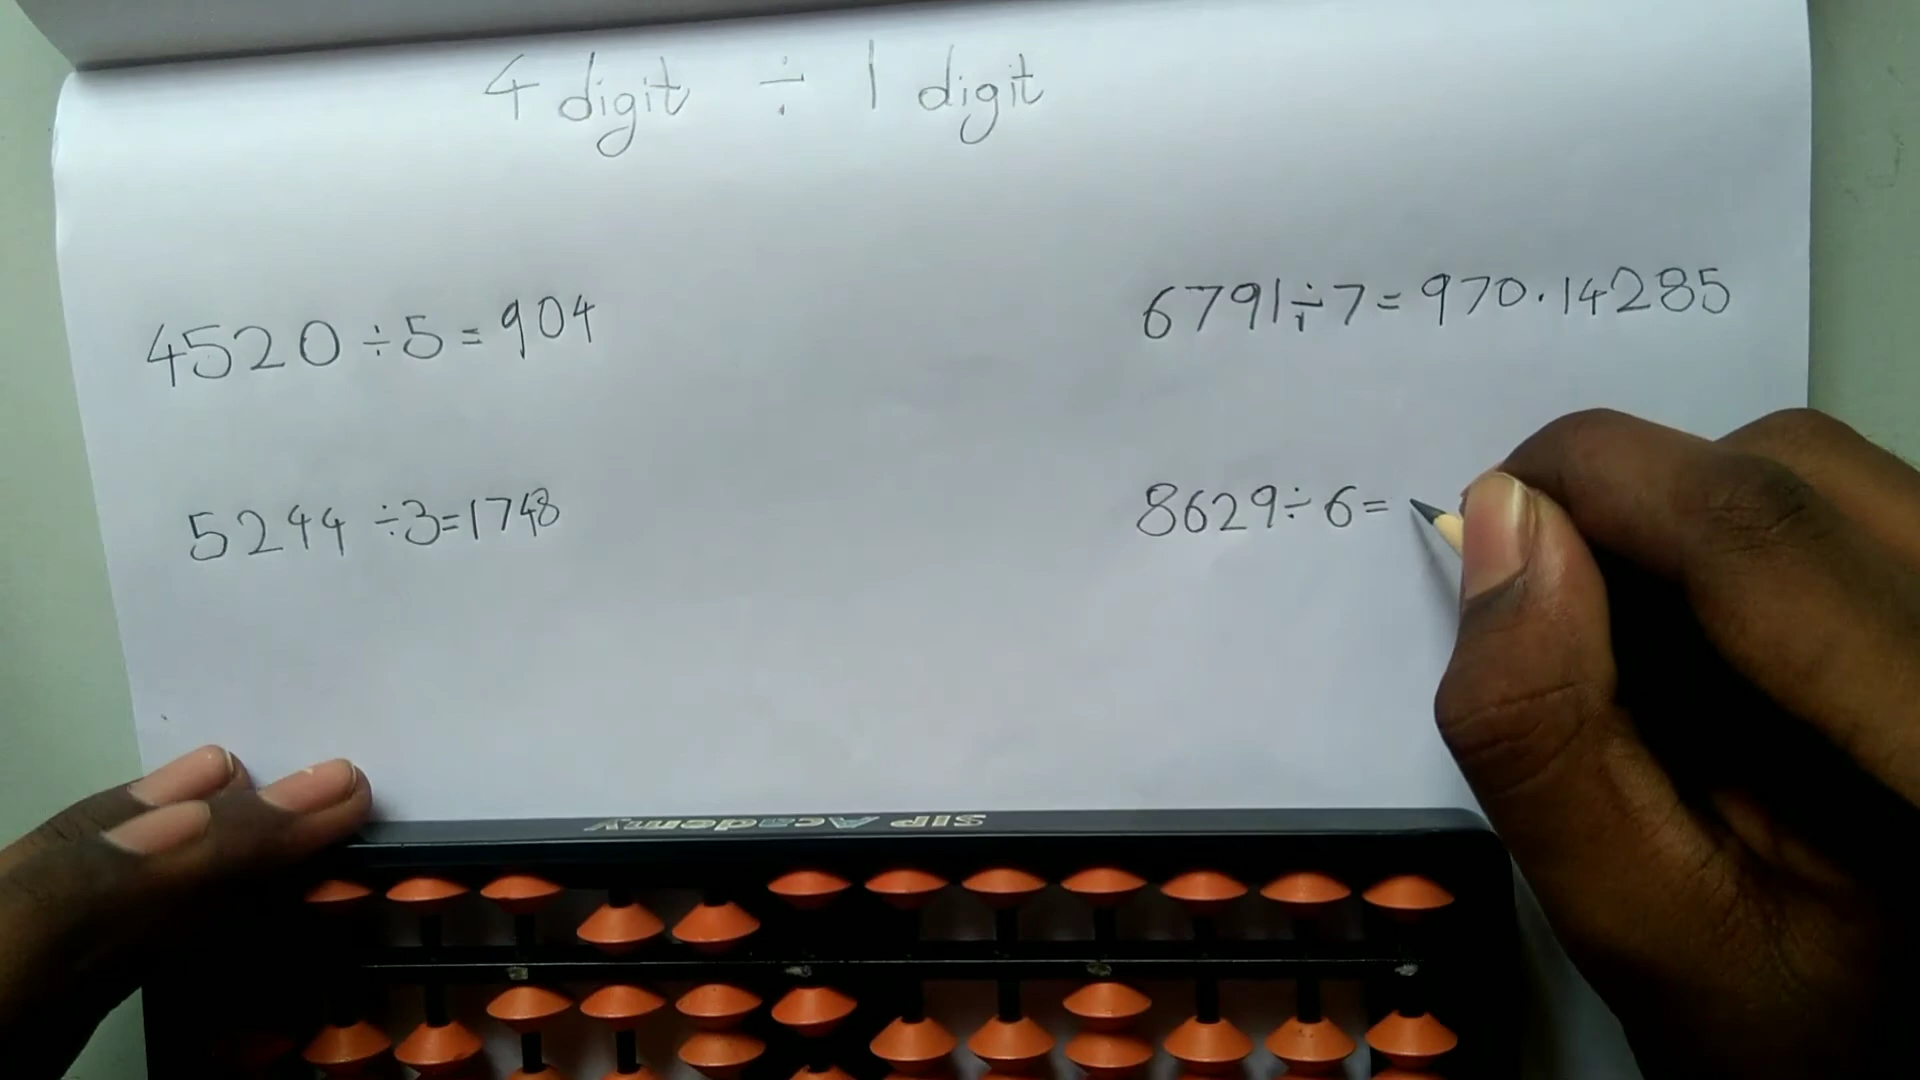 4 digit ÷ 1 digit
4520÷5=904
6791÷7=970.14285
5244÷3=1748
8629÷6=
SIP Academy